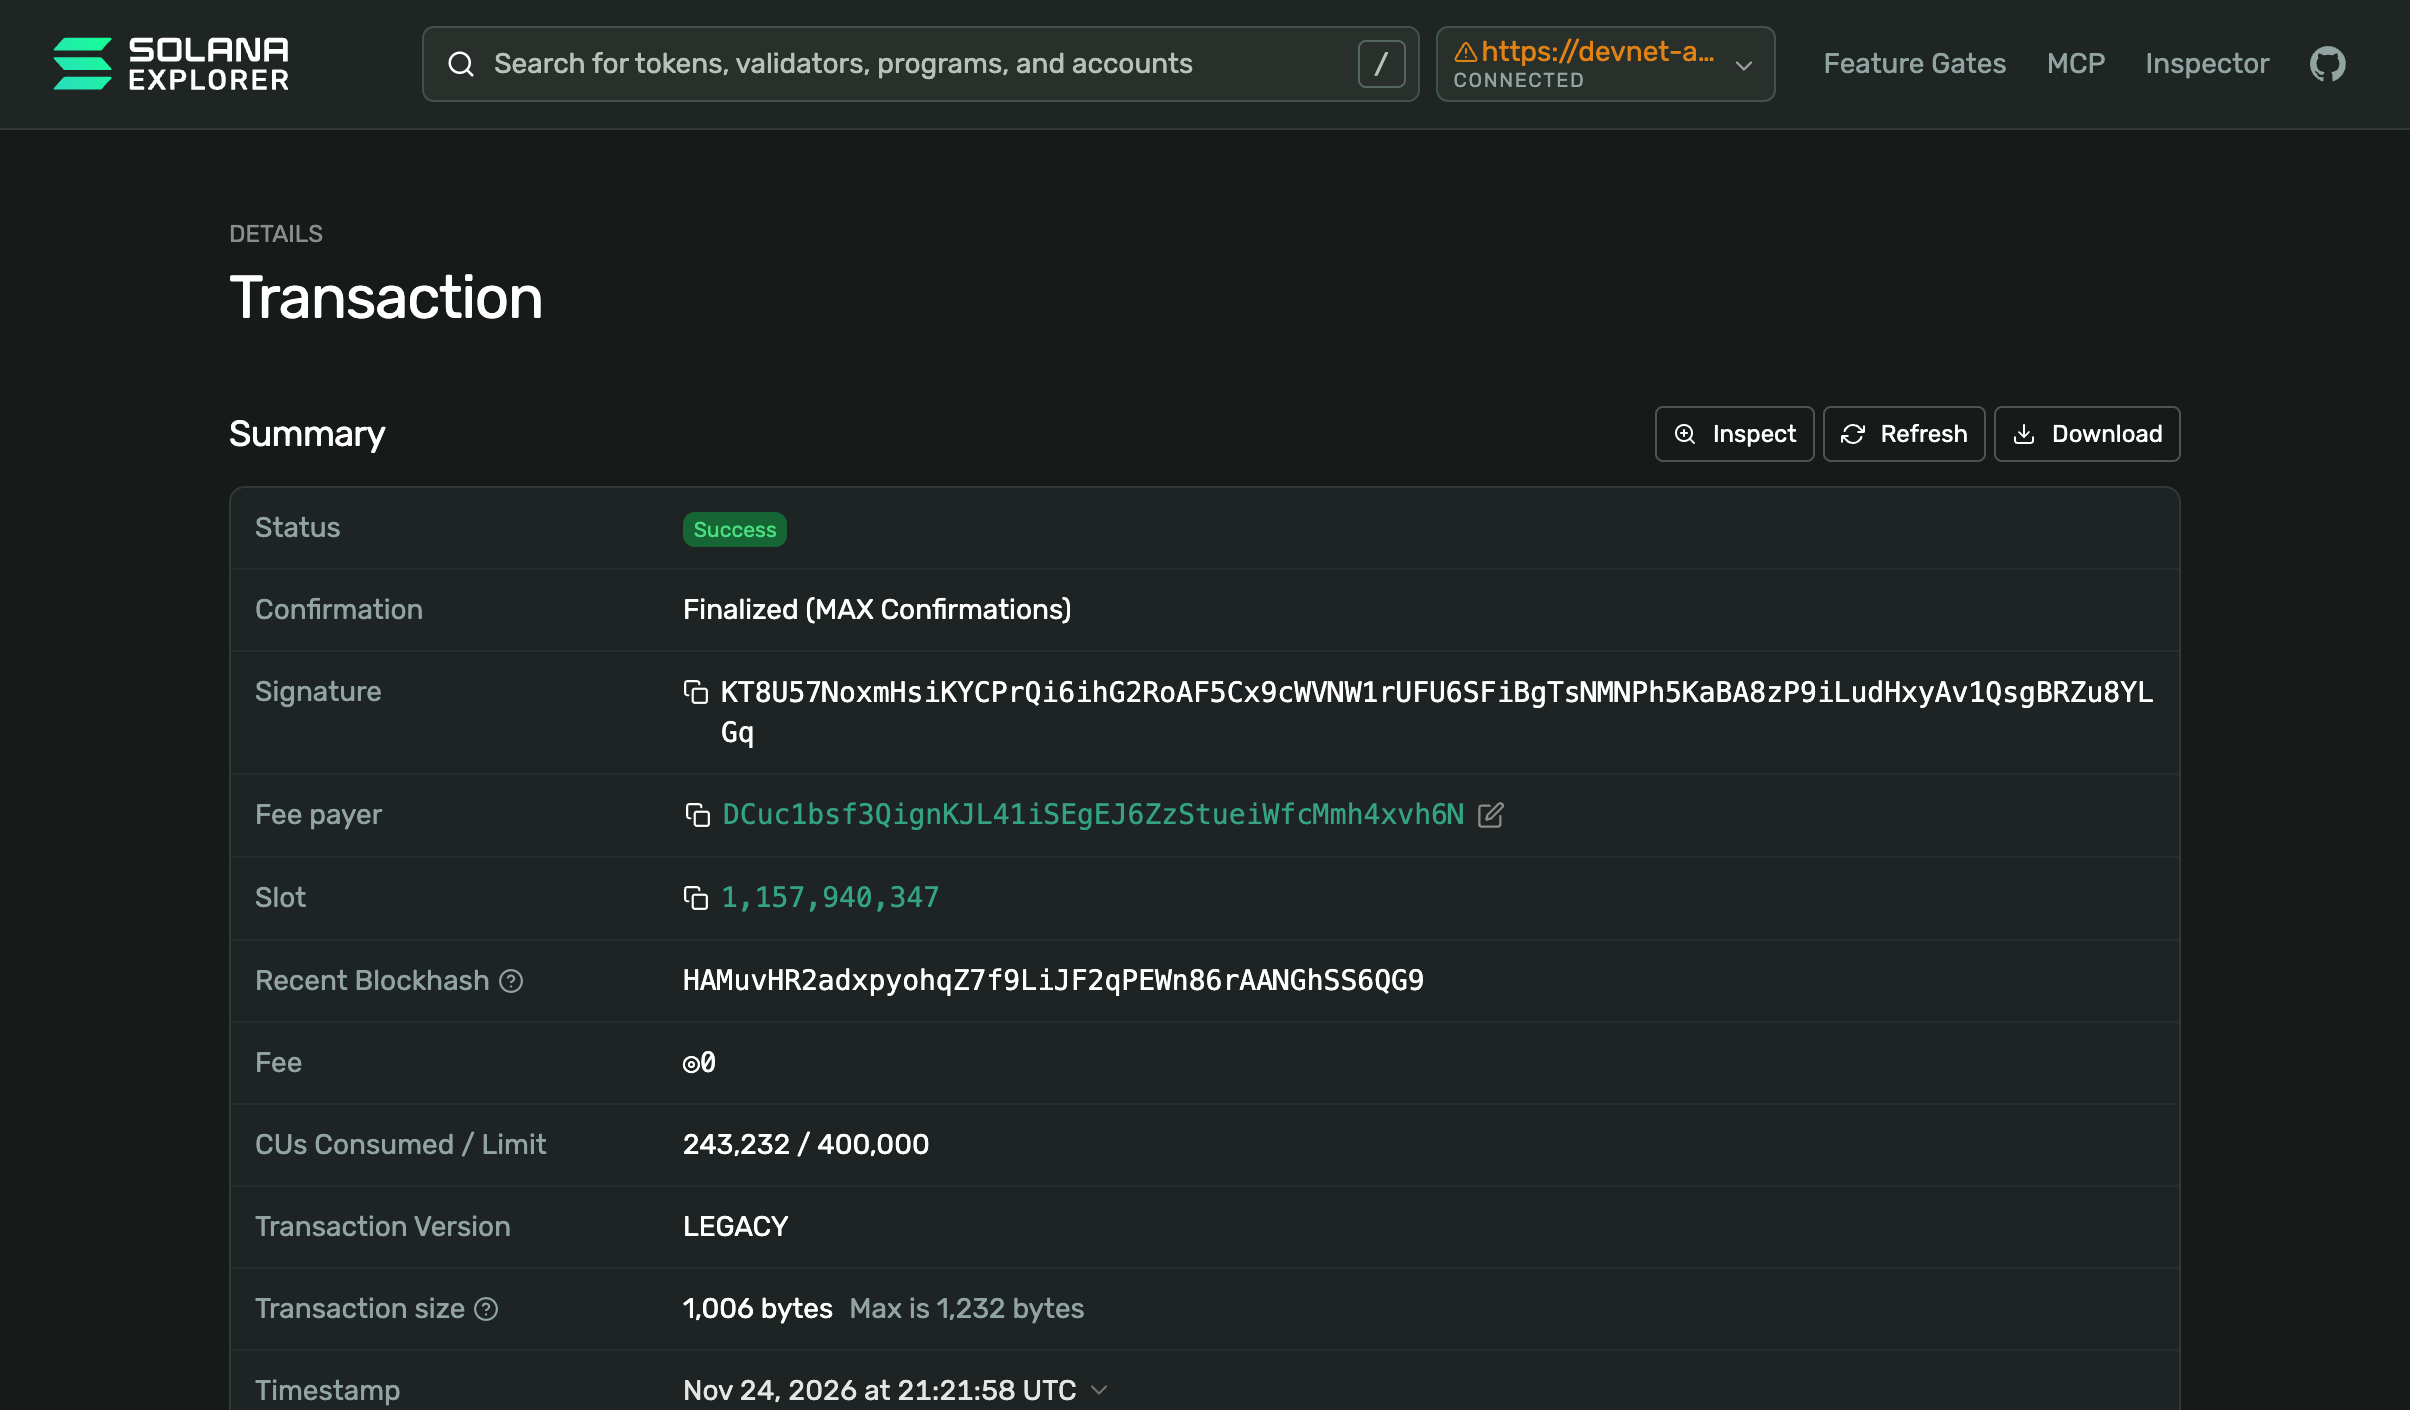 SOLANA
EXPLORER
Search for tokens, validators, programs, and accounts
/
https://devnet-a...
CONNECTED
Feature Gates
MCP
Inspector
DETAILS
Transaction
Summary
Inspect
Refresh
Download
Status
Success
Confirmation
Finalized (MAX Confirmations)
Signature
KT8U57NoxmHsiKYCPrQi6ihG2RoAF5Cx9cWVNW1rUFU6SFiBgTsNMNPh5KaBA8zP9iLudHxyAv1QsgBRZu8YL
Gq
Fee payer
DCuc1bsf3QignKJL41iSEgEJ6ZzStueiWfcMmh4xvh6N
Slot
1,157,940,347
Recent Blockhash
HAMuvHR2adxpyohqZ7f9LiJF2qPEWn86rAANGhSS6QG9
Fee
◎0
CUs Consumed / Limit
243,232 / 400,000
Transaction Version
LEGACY
Transaction size
1,006 bytes Max is 1,232 bytes
Timestamp
Nov 24, 2026 at 21:21:58 UTC